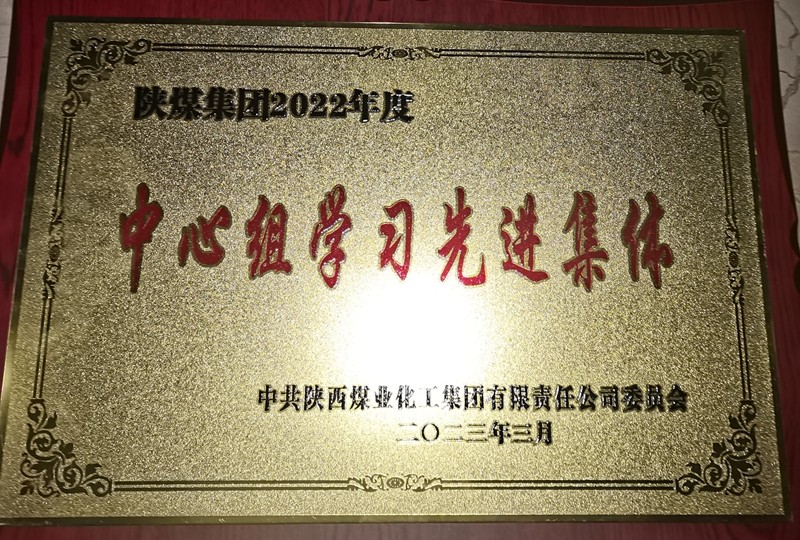 陕煤集团2022年度
中心组学习先进集体
中共陕西煤业化工集团有限责任公司委员会
二〇二三年三月